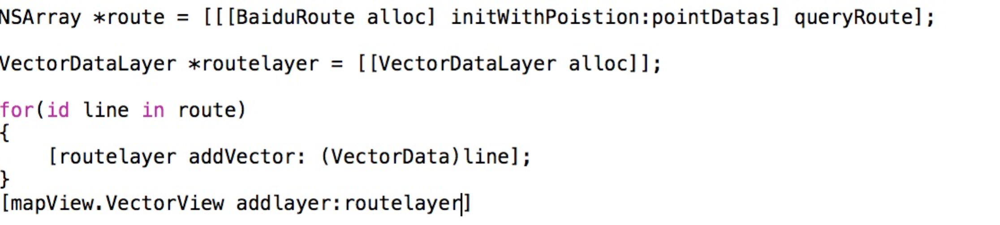 NSArray *route = [[[BaiduRoute alloc] initWithPoistion:pointDatas] queryRoute];
VectorDataLayer *routelayer = [[VectorDataLayer alloc]];
for(id line in route)
{
    [routelayer addVector: (VectorData)line];
}
[mapView.VectorView addlayer:routelayer]